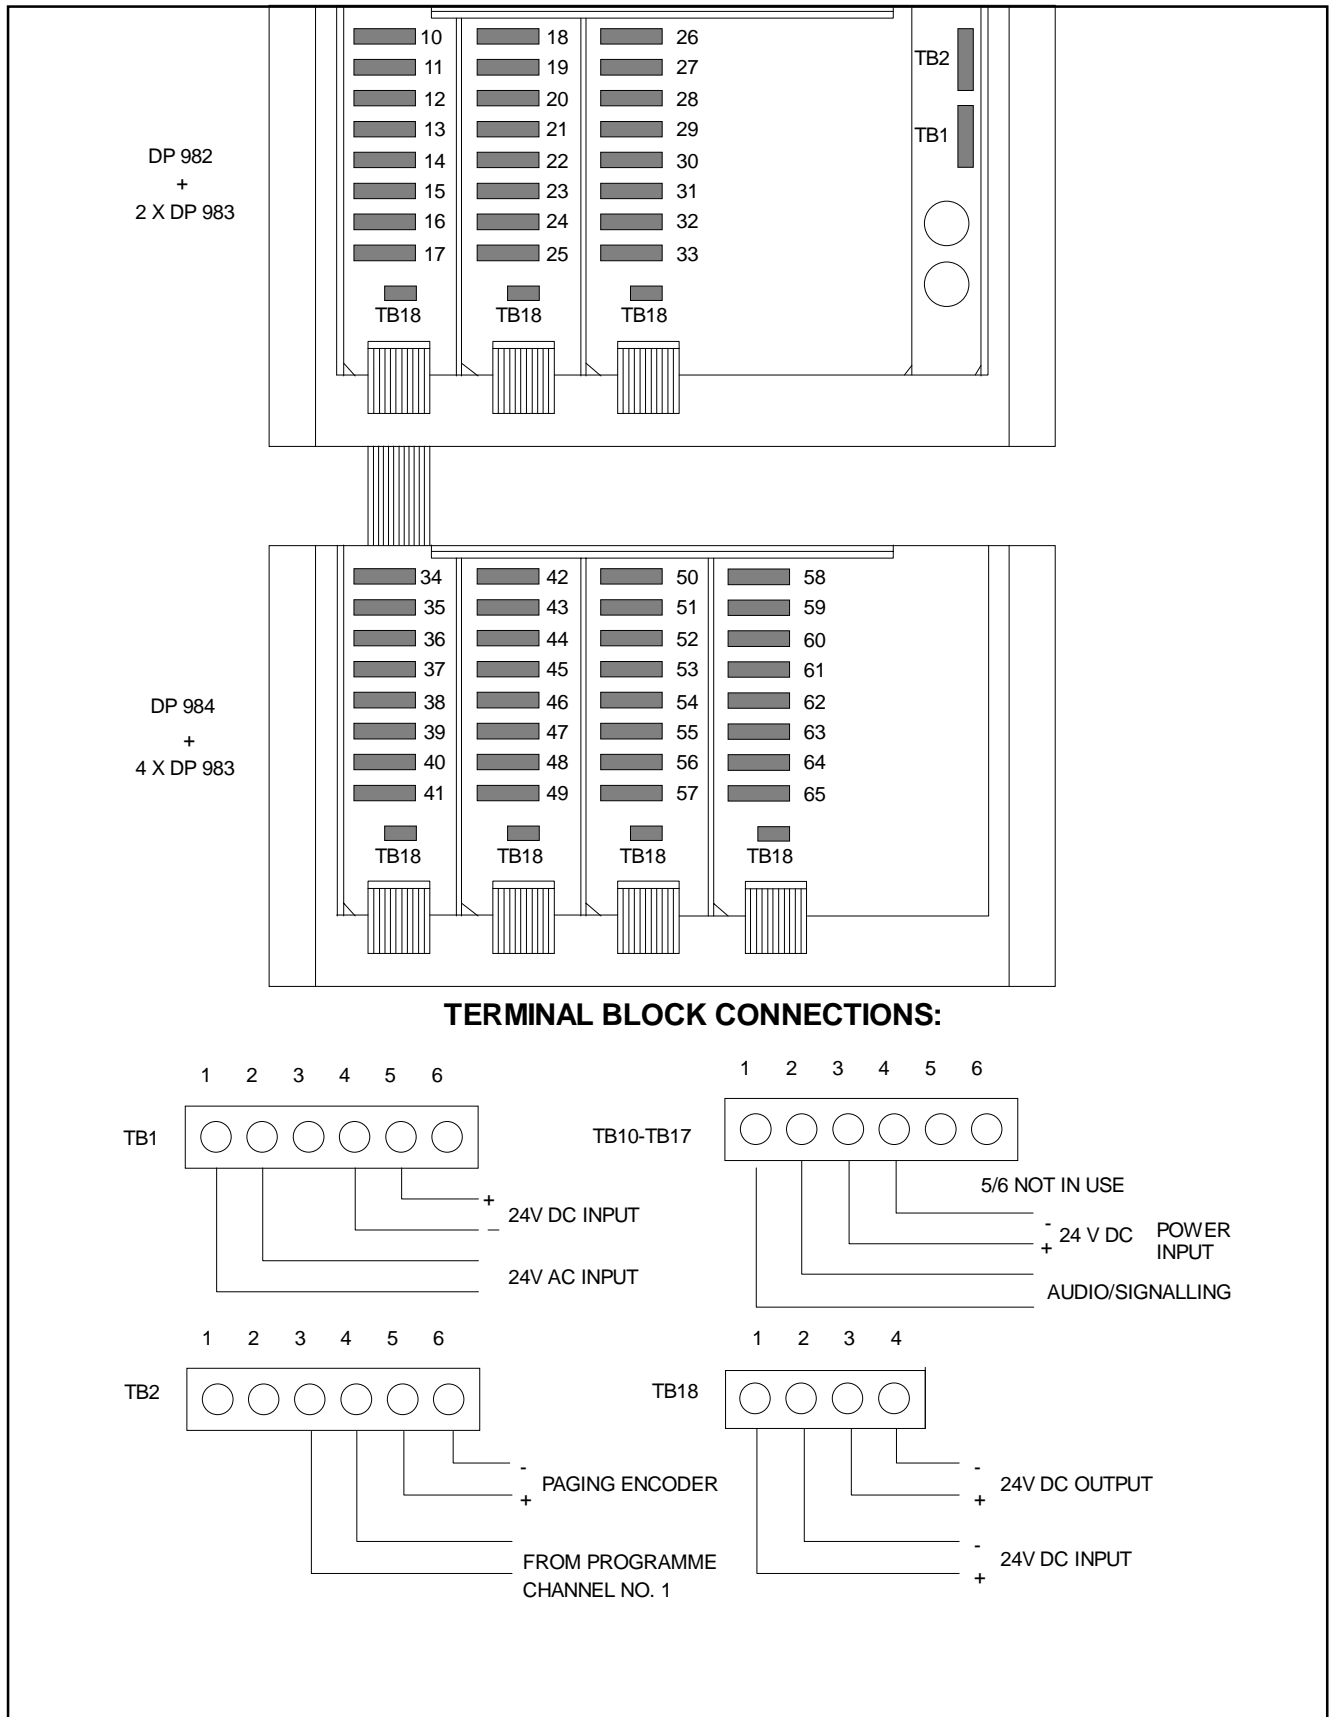 10 18 26
11 19 27
12 20 28
13 21 29
14 22 30
15 23 31
16 24 32
17 25 33
TB2
TB1
DP 982
+
2 X DP 983
TB18 TB18 TB18
34 42 50 58
35 43 51 59
36 44 52 60
37 45 53 61
38 46 54 62
39 47 55 63
40 48 56 64
41 49 57 65
DP 984
+
4 X DP 983
TB18 TB18 TB18 TB18
TERMINAL BLOCK CONNECTIONS:
1 2 3 4 5 6
TB1
+
24V DC INPUT
–
24V AC INPUT
1 2 3 4 5 6
TB10-TB17
5/6 NOT IN USE
-
24 V DC POWER
+ INPUT
AUDIO/SIGNALLING
1 2 3 4 5 6
TB2
-
PAGING ENCODER
+
FROM PROGRAMME
CHANNEL NO. 1
1 2 3 4
TB18
-
24V DC OUTPUT
+
-
24V DC INPUT
+